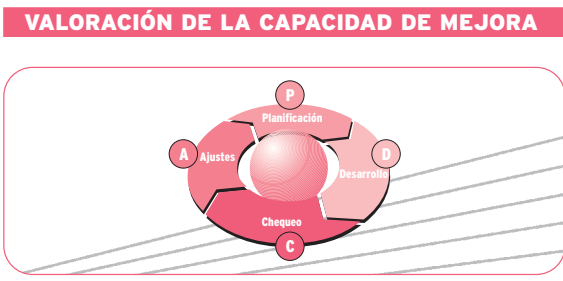 VALORACIÓN DE LA CAPACIDAD DE MEJORA
P
Planificación
A
Ajustes
D
Desarrollo
Chequeo
C